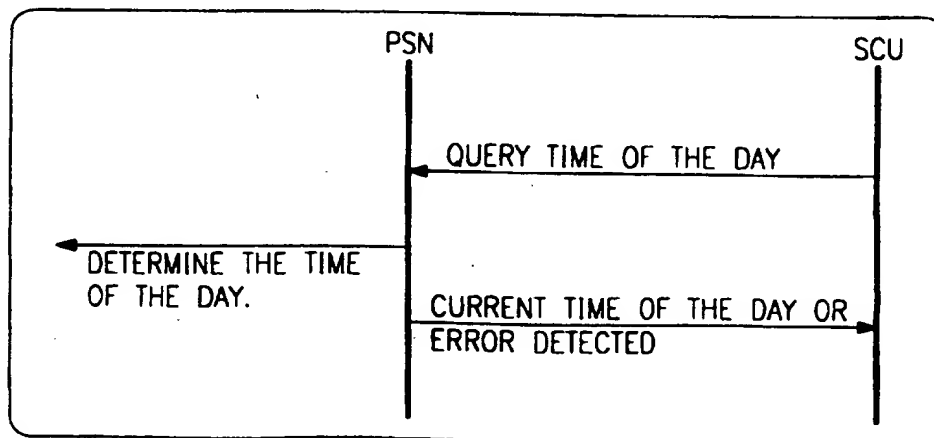 PSN
SCU
QUERY TIME OF THE DAY
DETERMINE THE TIME
OF THE DAY.
CURRENT TIME OF THE DAY OR
ERROR DETECTED